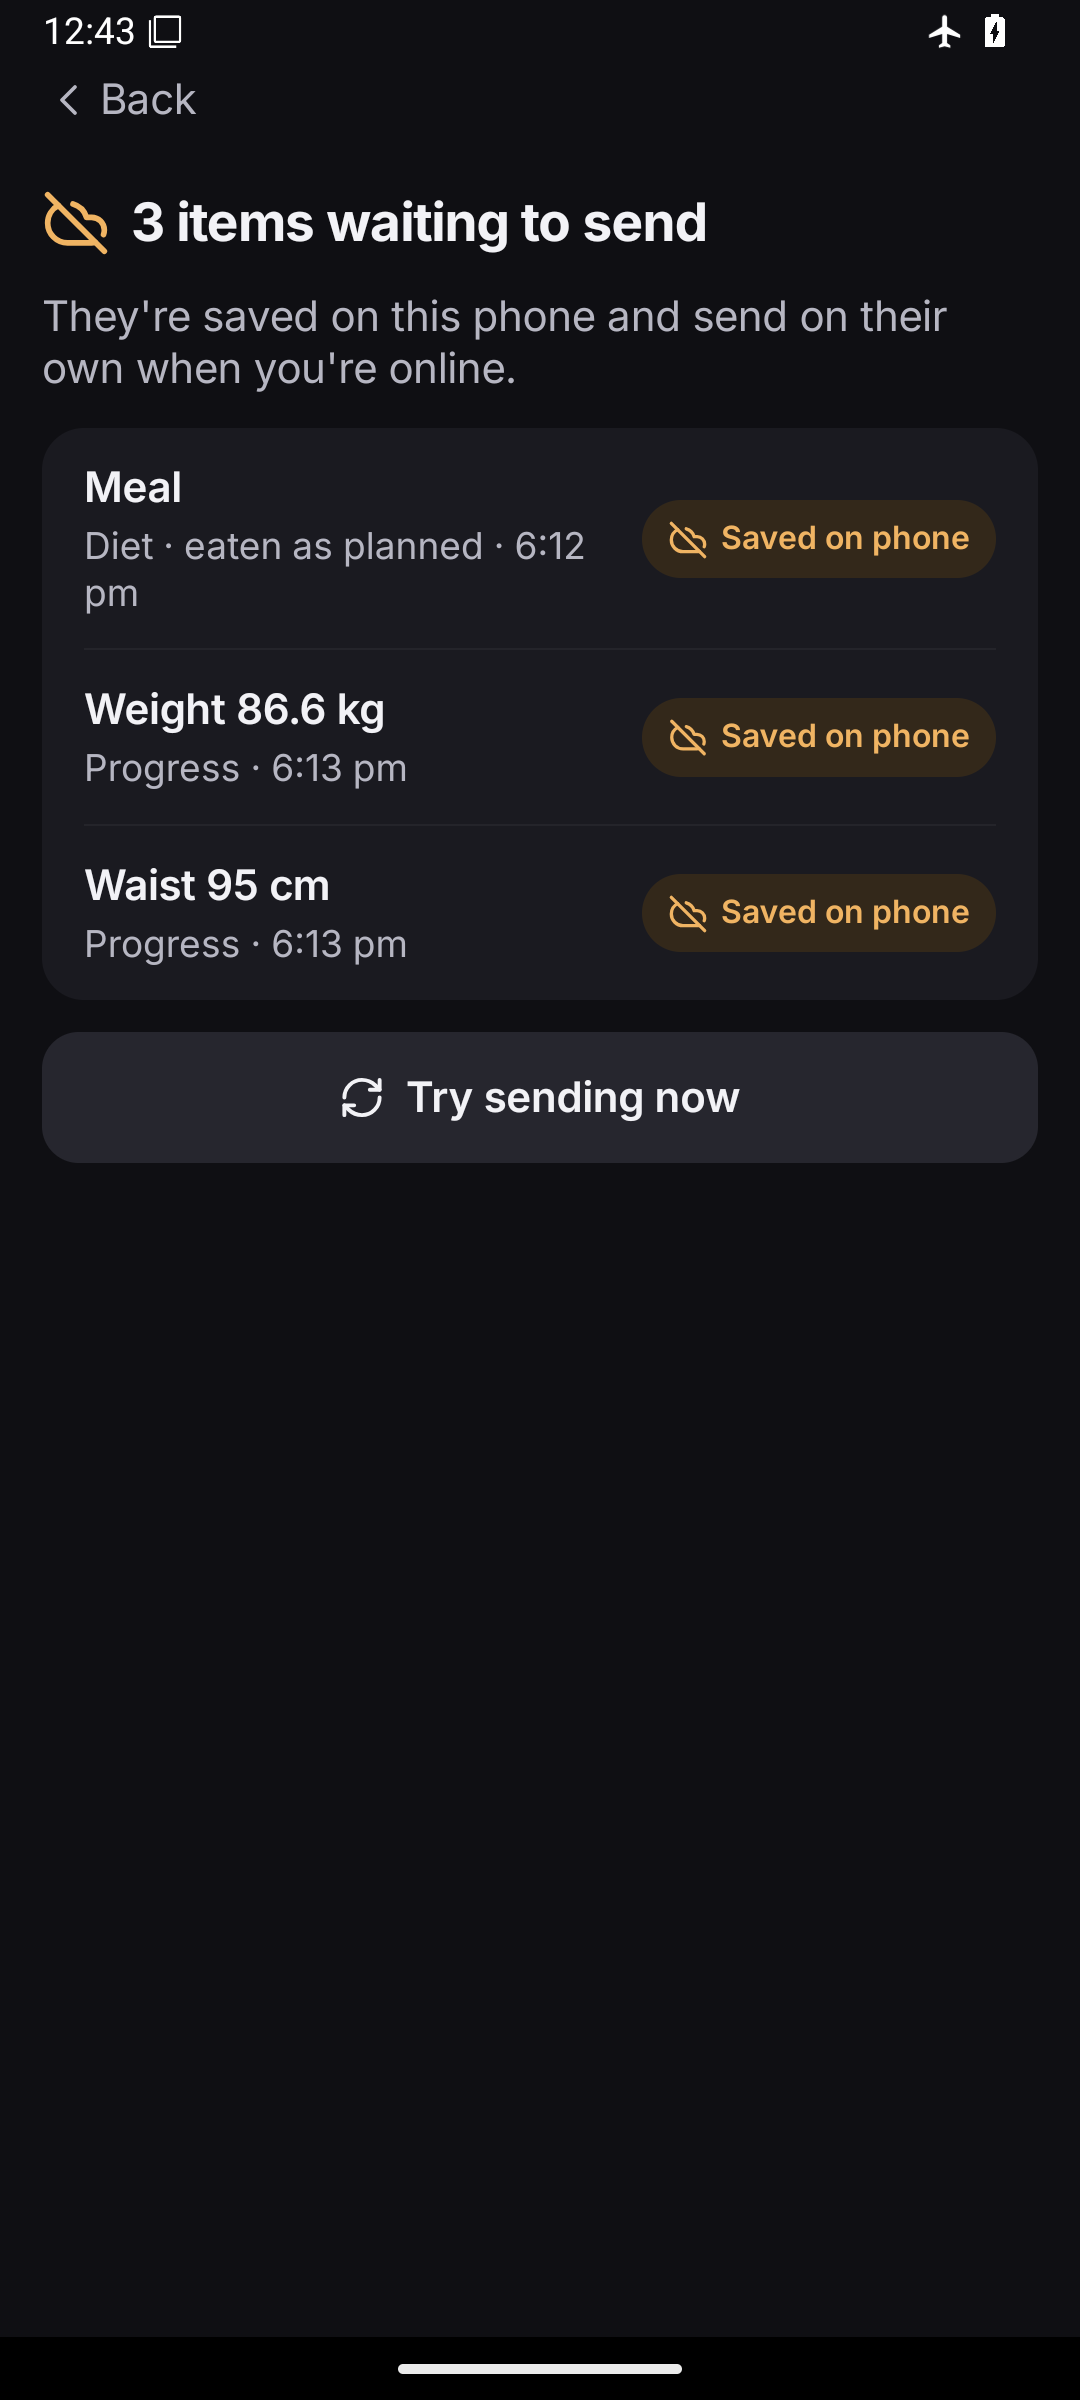 12:43
Back
3 items waiting to send
They're saved on this phone and send on their
own when you're online.
Meal
Diet · eaten as planned · 6:12
pm
Saved on phone
Weight 86.6 kg
Progress · 6:13 pm
Saved on phone
Waist 95 cm
Progress · 6:13 pm
Saved on phone
Try sending now